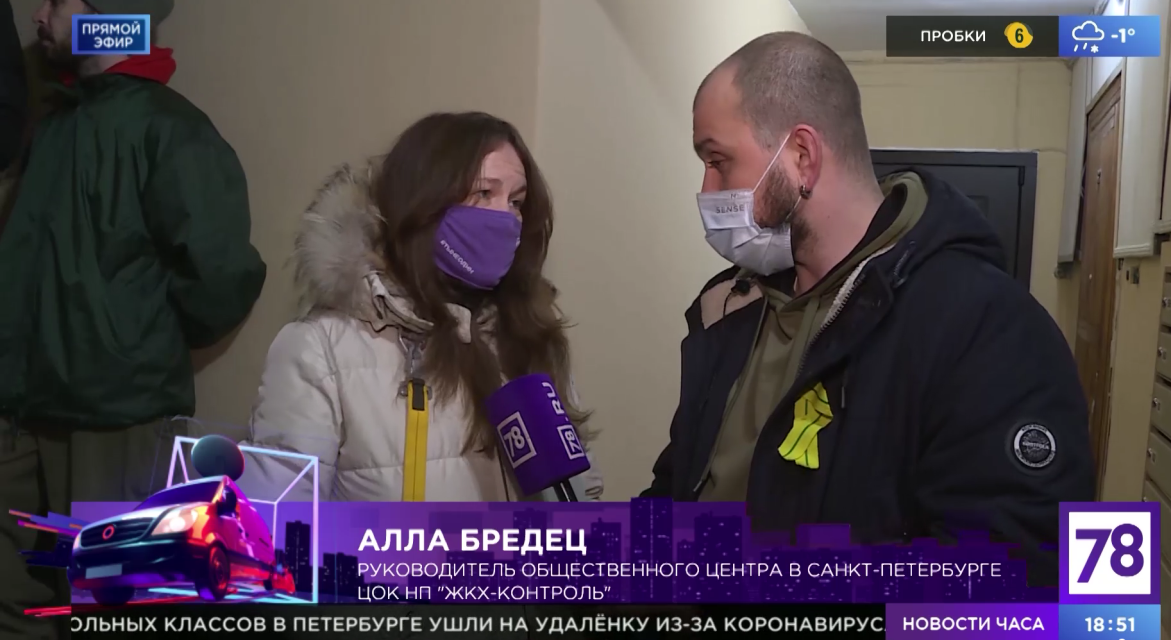 ПРЯМОЙ
ЭФИР
ПРОБКИ 6 -1°
SENSE
78
78.RU
АЛЛА БРЕДЕЦ
РУКОВОДИТЕЛЬ ОБЩЕСТВЕННОГО ЦЕНТРА В САНКТ-ПЕТЕРБУРГЕ
ЦОК НП "ЖКХ-КОНТРОЛЬ"
78
ОЛЬНЫХ КЛАССОВ В ПЕТЕРБУРГЕ УШЛИ НА УДАЛЁНКУ ИЗ-ЗА КОРОНАВИРУС
НОВОСТИ ЧАСА 18:51